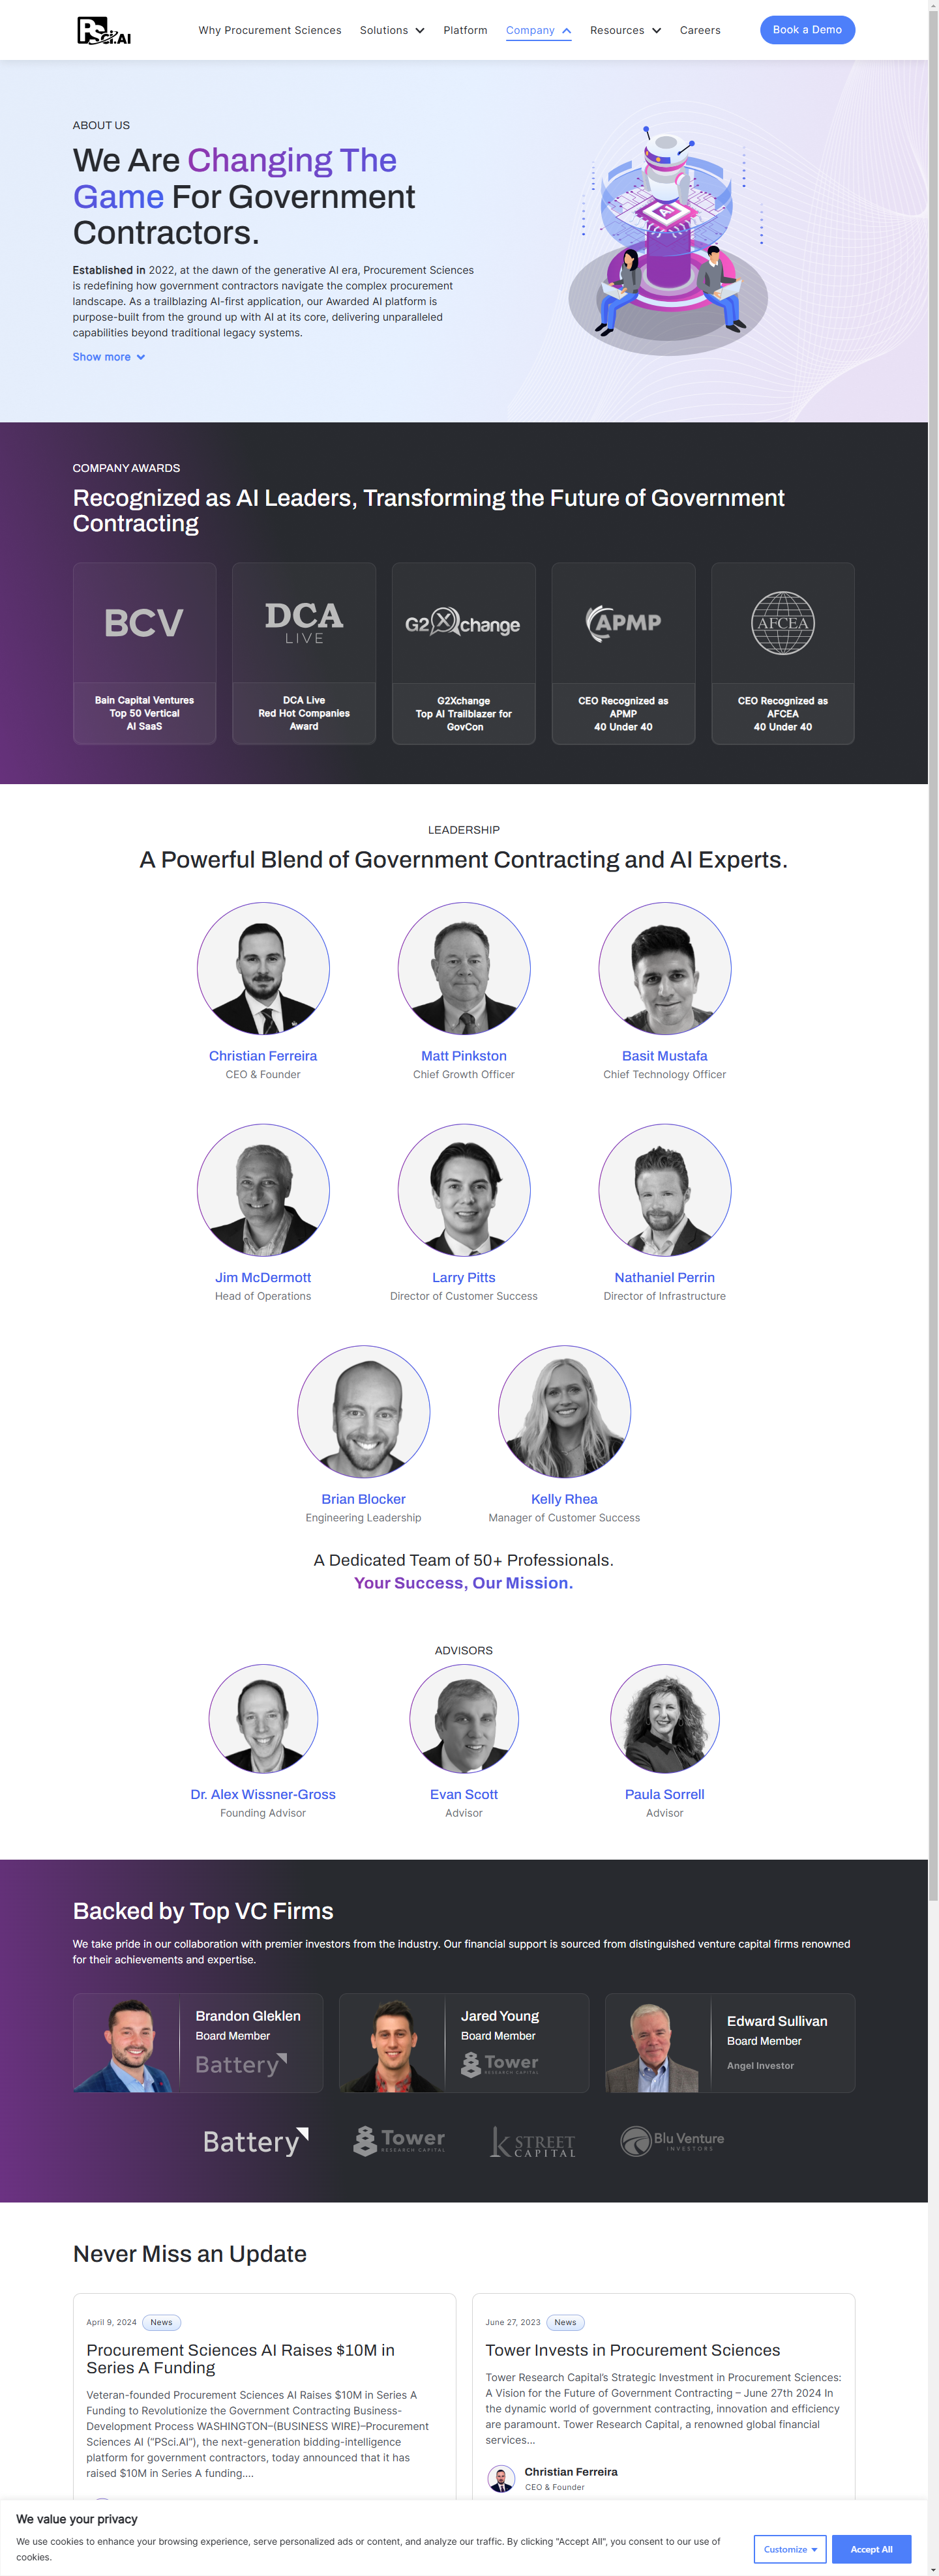 PSci.AI
Why Procurement Sciences
Solutions
Platform
Company
Resources
Careers
Book a Demo
ABOUT US
We Are Changing The
Game For Government
Contractors.
Established in 2022, at the dawn of the generative AI era, Procurement Sciences
is redefining how government contractors navigate the complex procurement
landscape. As a trailblazing AI-first application, our Awarded AI platform is
purpose-built from the ground up with AI at its core, delivering unparalleled
capabilities beyond traditional legacy systems.
Show more
AI
COMPANY AWARDS
Recognized as AI Leaders, Transforming the Future of Government
Contracting
BCV
Bain Capital Ventures
Top 50 Vertical
AI SaaS
DCA
LIVE
DCA Live
Red Hot Companies
Award
G2Xchange
G2Xchange
Top AI Trailblazer for
GovCon
APMP
CEO Recognized as
APMP
40 Under 40
AFCEA
CEO Recognized as
AFCEA
40 Under 40
LEADERSHIP
A Powerful Blend of Government Contracting and AI Experts.
Christian Ferreira
CEO & Founder
Matt Pinkston
Chief Growth Officer
Basit Mustafa
Chief Technology Officer
Jim McDermott
Head of Operations
Larry Pitts
Director of Customer Success
Nathaniel Perrin
Director of Infrastructure
Brian Blocker
Engineering Leadership
Kelly Rhea
Manager of Customer Success
A Dedicated Team of 50+ Professionals.
Your Success, Our Mission.
ADVISORS
Dr. Alex Wissner-Gross
Founding Advisor
Evan Scott
Advisor
Paula Sorrell
Advisor
Backed by Top VC Firms
We take pride in our collaboration with premier investors from the industry. Our financial support is sourced from distinguished venture capital firms renowned
for their achievements and expertise.
Brandon Gleklen
Board Member
Battery
Jared Young
Board Member
Tower
RESEARCH CAPITAL
Edward Sullivan
Board Member
Angel Investor
Battery
Tower
RESEARCH CAPITAL
K STREET
CAPITAL
Blu Venture
INVESTORS
Never Miss an Update
April 9, 2024
News
Procurement Sciences AI Raises $10M in
Series A Funding
Veteran-founded Procurement Sciences AI Raises $10M in Series A
Funding to Revolutionize the Government Contracting Business-
Development Process WASHINGTON–(BUSINESS WIRE)–Procurement
Sciences AI (“PSci.AI”), the next-generation bidding-intelligence
platform for government contractors, today announced that it has
raised $10M in Series A funding....
June 27, 2023
News
Tower Invests in Procurement Sciences
Tower Research Capital’s Strategic Investment in Procurement Sciences:
A Vision for the Future of Government Contracting – June 27th 2024 In
the dynamic world of government contracting, innovation and efficiency
are paramount. Tower Research Capital, a renowned global financial
services...
Christian Ferreira
CEO & Founder
We value your privacy
We use cookies to enhance your browsing experience, serve personalized ads or content, and analyze our traffic. By clicking "Accept All", you consent to our use of
cookies.
Customize
Accept All